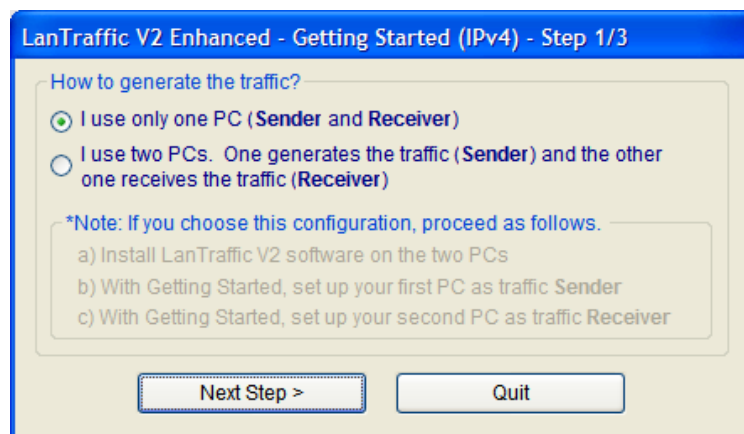 LanTraffic V2 Enhanced - Getting Started (IPv4) - Step 1/3
How to generate the traffic?
I use only one PC (Sender and Receiver)
I use two PCs. One generates the traffic (Sender) and the other
one receives the traffic (Receiver)
*Note: If you choose this configuration, proceed as follows.
a) Install LanTraffic V2 software on the two PCs
b) With Getting Started, set up your first PC as traffic Sender
c) With Getting Started, set up your second PC as traffic Receiver
Next Step >
Quit